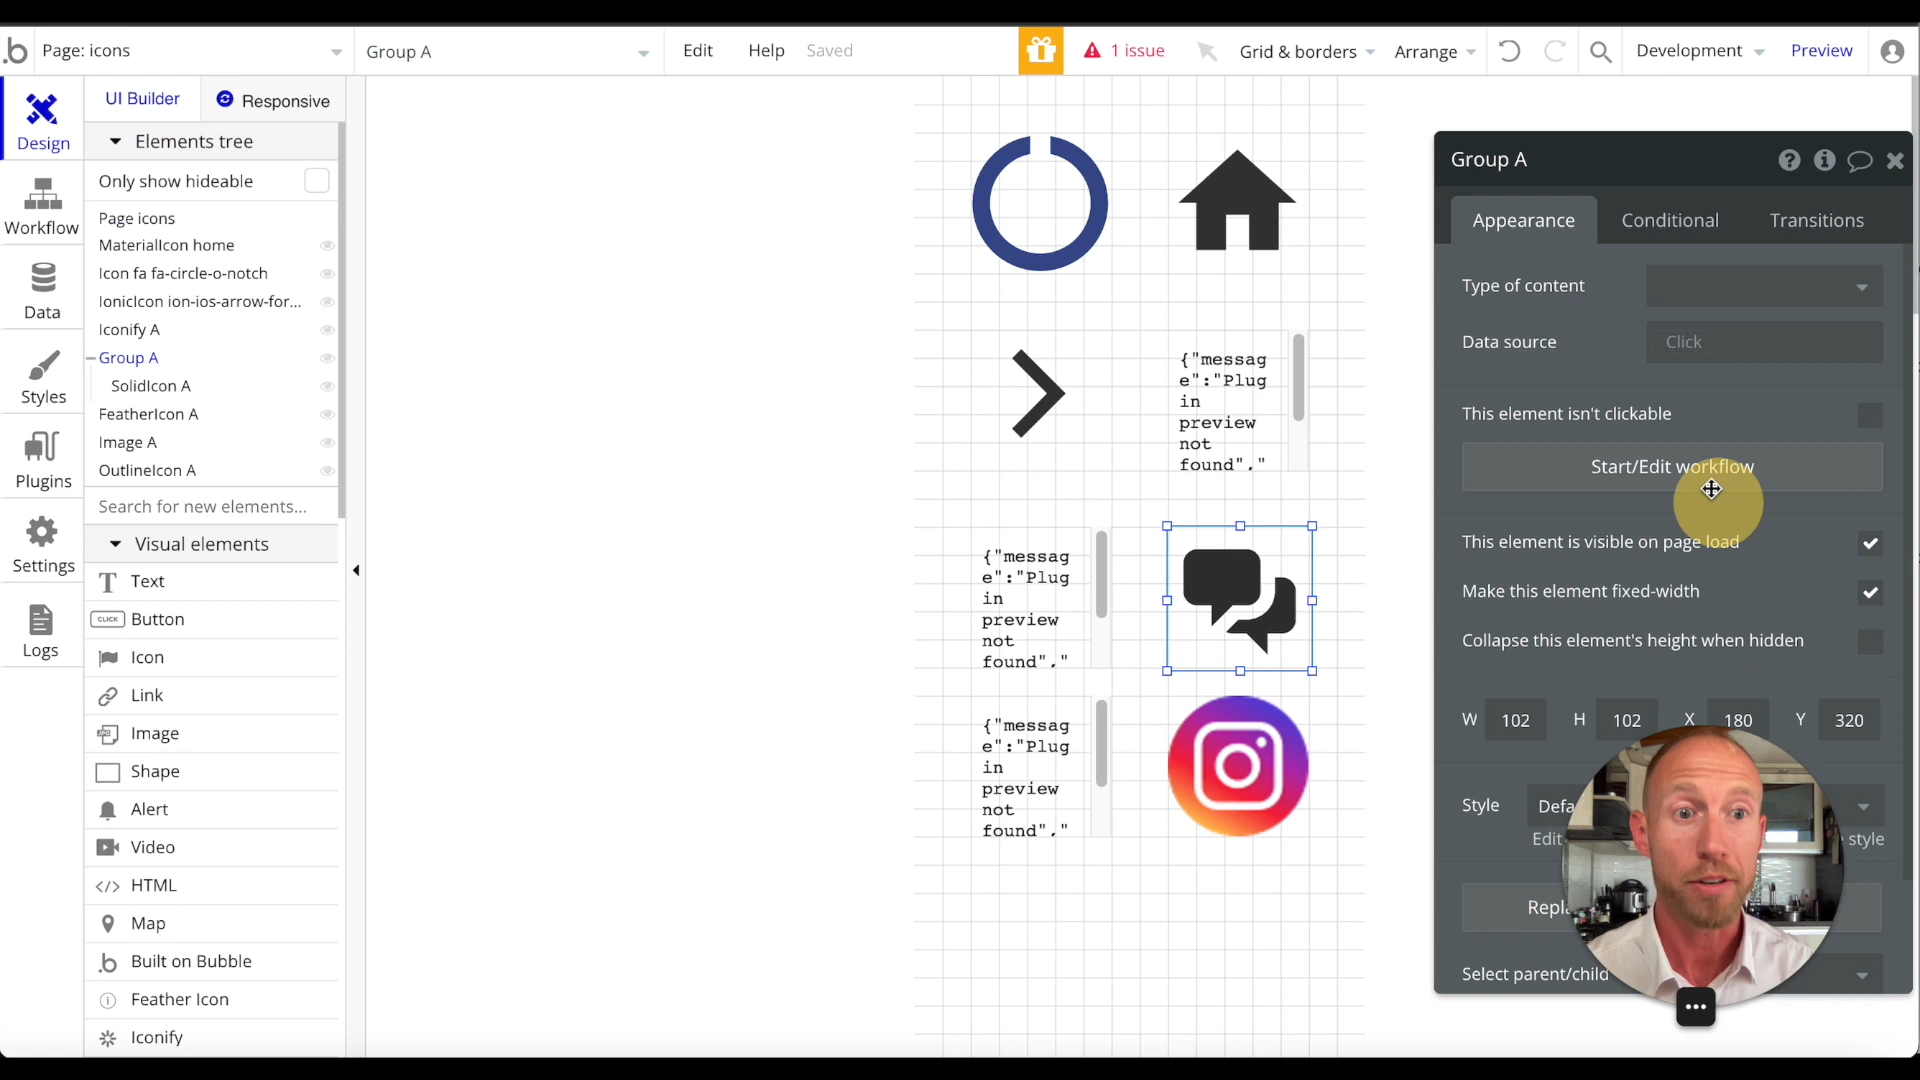 .b
Page: icons
Group A
Edit
Help
Saved
1 issue
Grid & borders
Arrange
Development
Preview
Design
Workflow
Data
Styles
Plugins
Settings
Logs
UI Builder
Responsive
Elements tree
Only show hideable
Page icons
MaterialIcon home
Icon fa fa-circle-o-notch
IonicIcon ion-ios-arrow-for...
Iconify A
Group A
SolidIcon A
FeatherIcon A
Image A
OutlineIcon A
Search for new elements...
Visual elements
Text
CLICK Button
Icon
Link
Image
Shape
Alert
Video
</> HTML
Map
Built on Bubble
Feather Icon
Iconify
{"messag
e":"Plug
in
preview
not
found","
{"messag
e":"Plug
in
preview
not
found","
{"messag
e":"Plug
in
preview
not
found","
Group A
Appearance
Conditional
Transitions
Type of content
Data source
Click
This element isn't clickable
Start/Edit workflow
This element is visible on page load
Make this element fixed-width
Collapse this element's height when hidden
W 102 H 102 X 180 Y 320
Style
Edit
style
Select parent/child